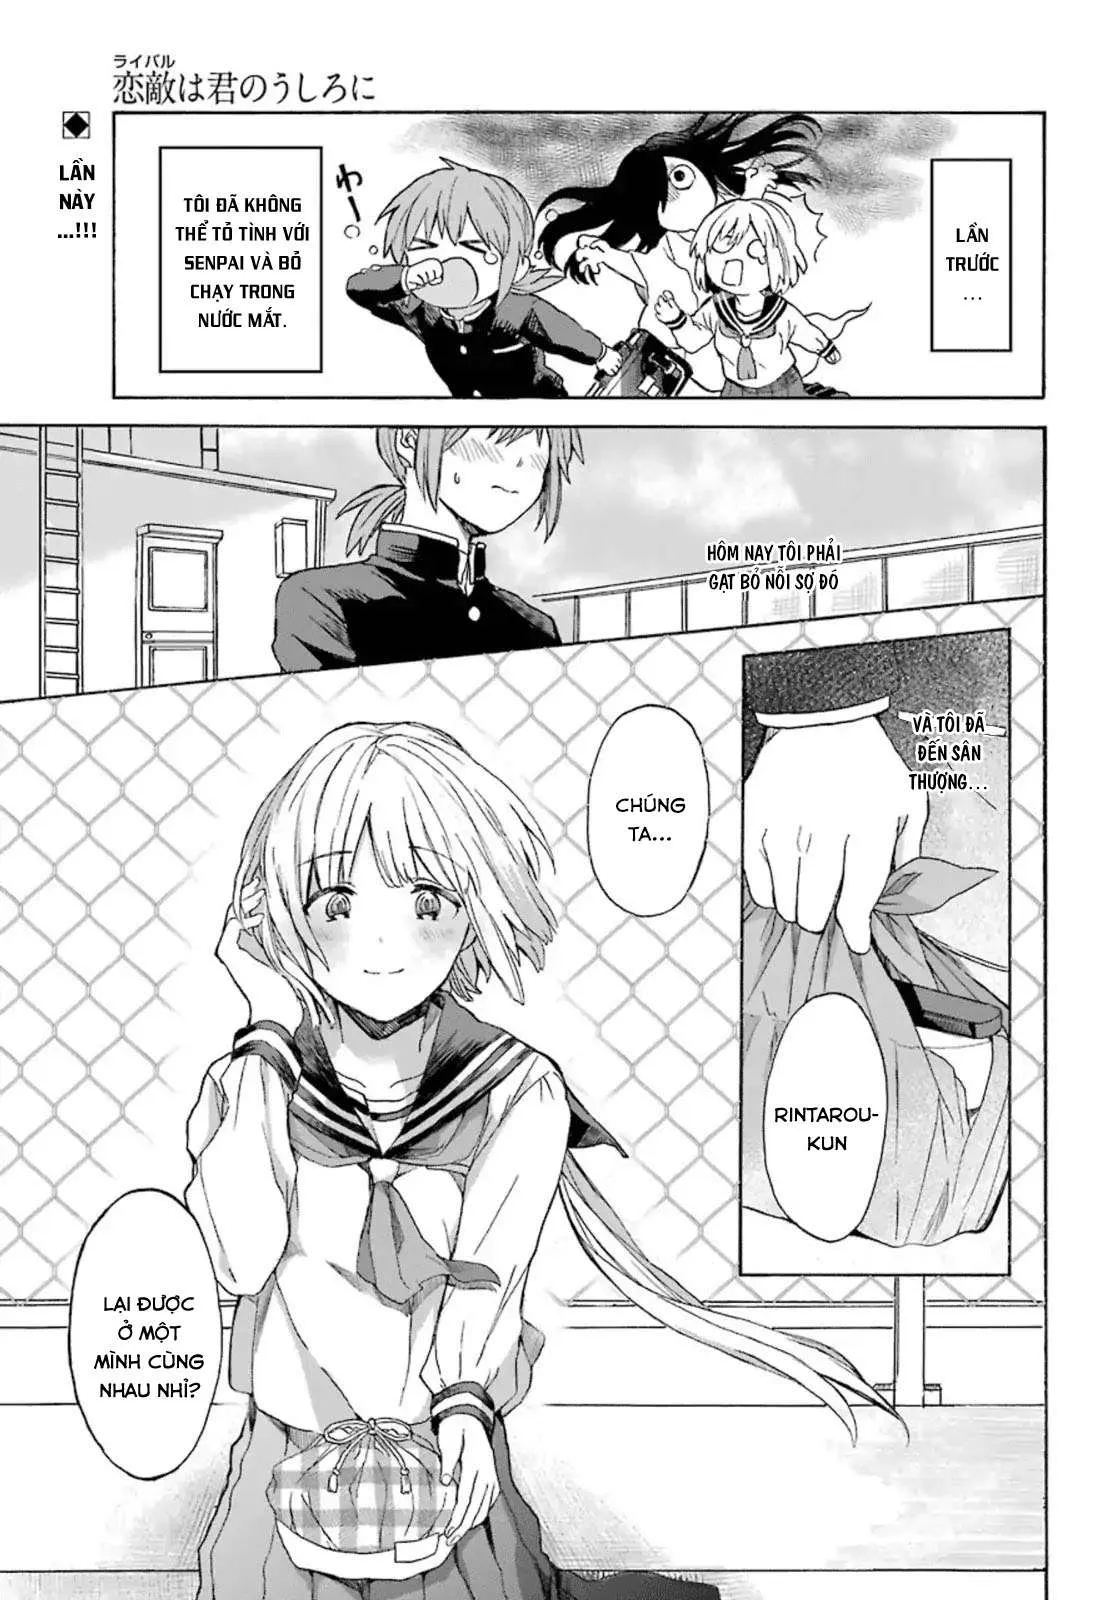 ライバル
恋敵は君のうしろに
LẦN
TRƯỚC
...
わー
TÔI ĐÃ KHÔNG
THỂ TỎ TÌNH VỚI
SENPAI VÀ BỎ
CHẠY TRONG
NƯỚC MẮT.
LẦN
NÀY
...!!!
HÔM NAY TÔI PHẢI
GẠT BỎ NỖI SỢ ĐÓ
VÀ TÔI ĐÃ
ĐẾN SÂN
THƯỢNG...
CHÚNG
TA...
RINTAROU-
KUN
LẠI ĐƯỢC
Ở MỘT
MÌNH CÙNG
NHAU NHỈ?